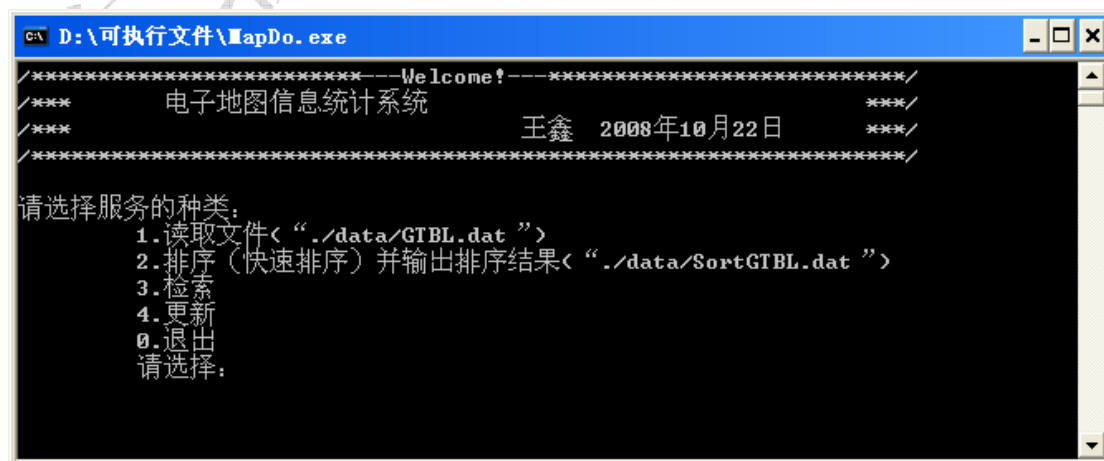 D:\可执行文件\MapDo.exe
/*************************---Welcome!---***************************/
/*** 电子地图信息统计系统 ***/
/*** 王鑫 2008年10月22日 ***/
/******************************************************************/
请选择服务的种类:
1.读取文件(“./data/GTBL.dat ”)
2.排序（快速排序）并输出排序结果(“./data/SortGTBL.dat ”)
3.检索
4.更新
0.退出
请选择: